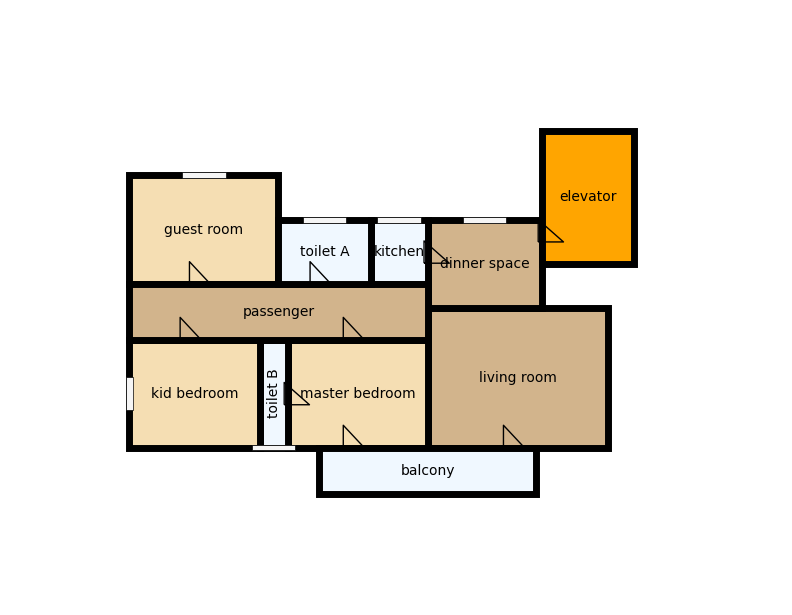 elevator
guest room
toilet A
kitchen
dinner space
passenger
living room
kid bedroom
toilet B
master bedroom
balcony